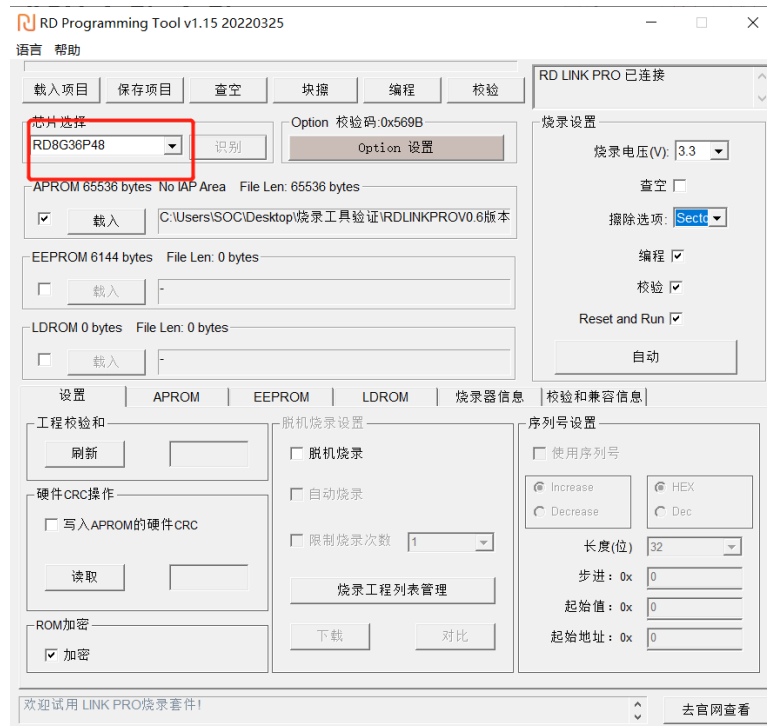 RD Programming Tool v1.15 20220325
语言 帮助
载入项目 保存项目 查空 块擦 编程 校验
RD LINK PRO 已连接
芯片选择
RD8G36P48 识别
Option 校验码:0x569B
Option 设置
APROM 65536 bytes No IAP Area File Len: 65536 bytes
载入 C:\Users\SOC\Desktop\烧录工具验证\RDLINKPROV0.6版本
EEPROM 6144 bytes File Len: 0 bytes
载入 -
LDROM 0 bytes File Len: 0 bytes
载入 -
烧录设置
烧录电压(V): 3.3
查空
擦除选项: Secto
编程
校验
Reset and Run
自动
设置 APROM EEPROM LDROM 烧录器信息 校验和兼容信息
工程校验和
刷新
硬件CRC操作
写入APROM的硬件CRC
读取
ROM加密
加密
脱机烧录设置
脱机烧录
自动烧录
限制烧录次数 1
烧录工程列表管理
下载 对比
序列号设置
使用序列号
Increase HEX
Decrease Dec
长度(位) 32
步进: 0x 0
起始值: 0x 0
起始地址: 0x 0
欢迎试用 LINK PRO烧录套件!
去官网查看